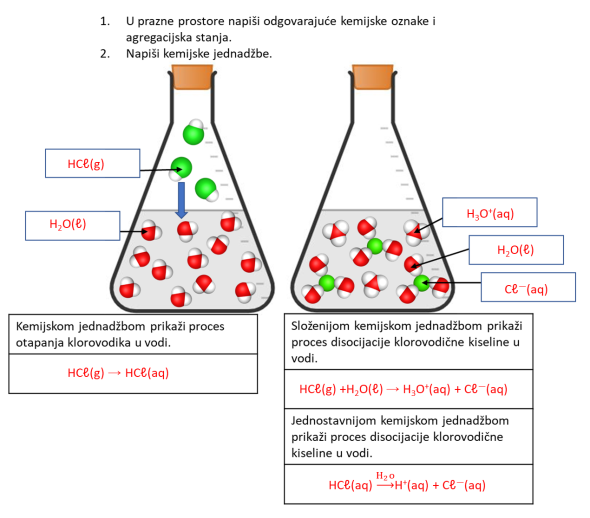 1. U prazne prostore napiši odgovarajuće kemijske oznake i
agregacijska stanja.
2. Napiši kemijske jednadžbe.
HCℓ(g)
H₂O(ℓ)
H₃O⁺(aq)
H₂O(ℓ)
Cℓ⁻(aq)
Kemijskom jednadžbom prikaži proces
otapanja klorovodika u vodi.
HCℓ(g) → HCℓ(aq)
Složenijom kemijskom jednadžbom prikaži
proces disocijacije klorovodične kiseline u
vodi.
HCℓ(g) +H₂O(ℓ) → H₃O⁺(aq) + Cℓ⁻(aq)
Jednostavnijom kemijskom jednadžbom
prikaži proces disocijacije klorovodične
kiseline u vodi.
H₂O
HCℓ(aq) ⟶H⁺(aq) + Cℓ⁻(aq)